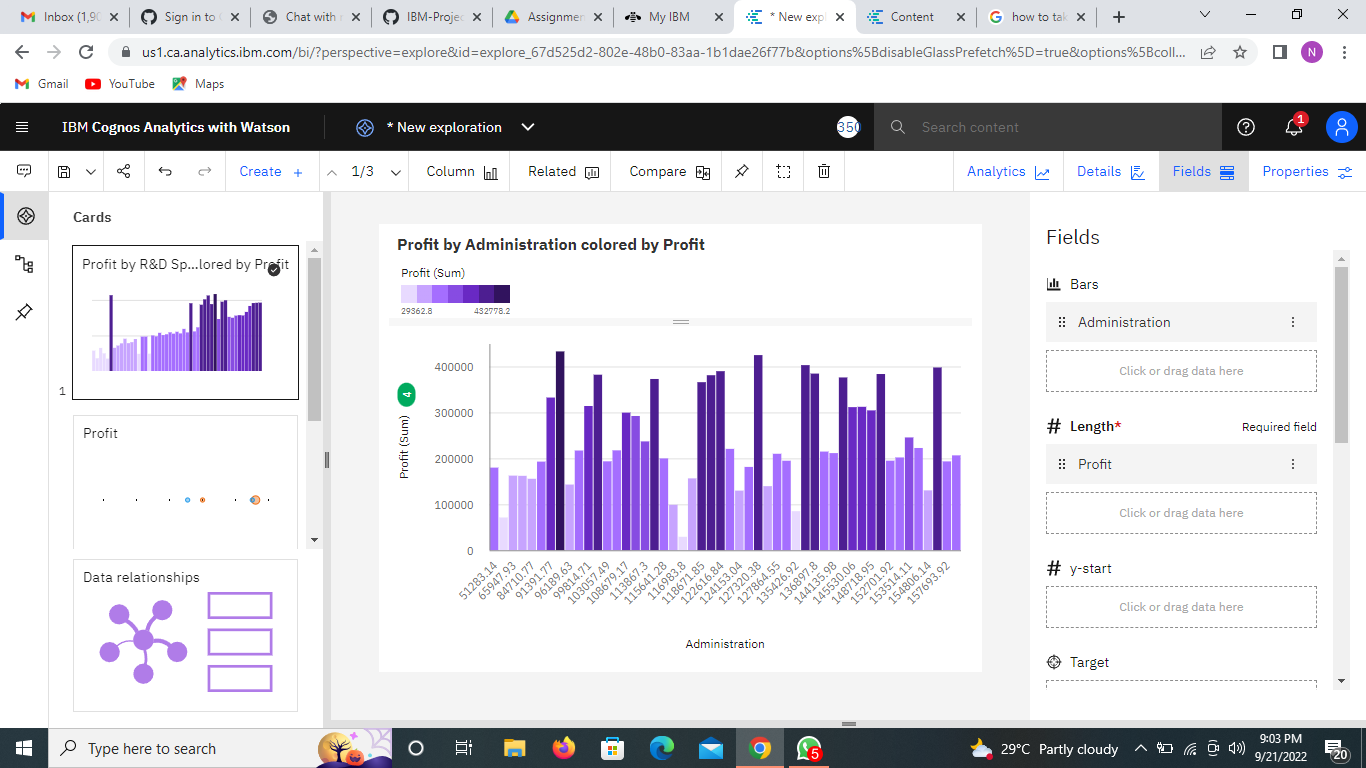 Inbox (1,90
Sign in to G
Chat with r
IBM-Projec
Assignmen
My IBM
* New expl
Content
how to tak
us1.ca.analytics.ibm.com/bi/?perspective=explore&id=explore_67d525d2-802e-48b0-83aa-1b1dae26f77b&options%5BdisableGlassPrefetch%5D=true&options%5Bcoll...
N
Gmail
YouTube
Maps
IBM Cognos Analytics with Watson
* New exploration
350
Search content
1
Create +
1/3
Column
Related
Compare
Analytics
Details
Fields
Properties
Cards
Profit by R&D Sp...lored by Profit
1
Profit
Data relationships
Profit by Administration colored by Profit
Profit (Sum)
29362.8
432778.2
4
Profit (Sum)
400000
300000
200000
100000
0
51283.14
65947.93
84710.77
91391.77
96189.63
99814.71
103057.49
108679.17
113867.3
115641.28
116983.8
118671.85
122616.84
124153.04
127320.38
127864.55
135426.92
136897.8
144135.98
145530.06
148718.95
152701.92
153514.11
154806.14
157693.92
Administration
Fields
Bars
Administration
Click or drag data here
Length*
Required field
Profit
Click or drag data here
y-start
Click or drag data here
Target
Type here to search
5
29°C Partly cloudy
9:03 PM
9/21/2022
20